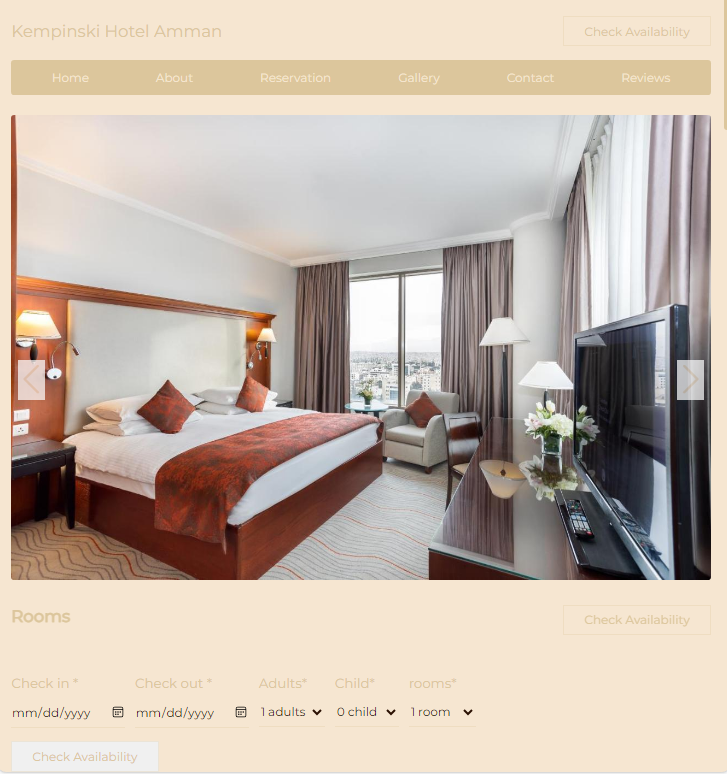 Kempinski Hotel Amman
Check Availability
Home About Reservation Gallery Contact Reviews
Rooms
Check Availability
Check in * Check out * Adults* Child* rooms*
mm/dd/yyyy mm/dd/yyyy 1 adults 0 child 1 room
Check Availability